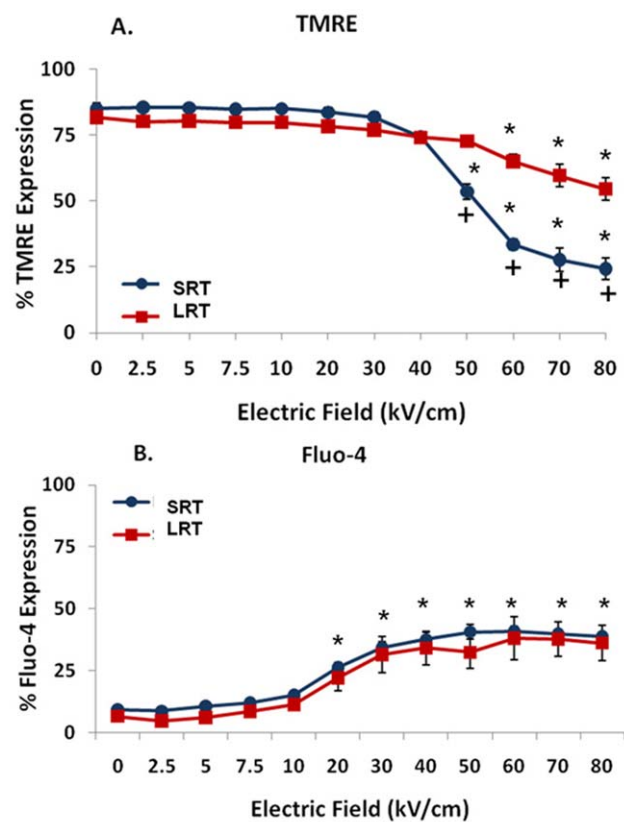 A. TMRE
100
75
50
25
0
% TMRE Expression
* * *
* * * *
+ + + +
SRT
LRT
0 2.5 5 7.5 10 20 30 40 50 60 70 80
Electric Field (kV/cm)
B. Fluo-4
100
75
50
25
0
% Fluo-4 Expression
SRT
LRT
* * * * * * *
0 2.5 5 7.5 10 20 30 40 50 60 70 80
Electric Field (kV/cm)